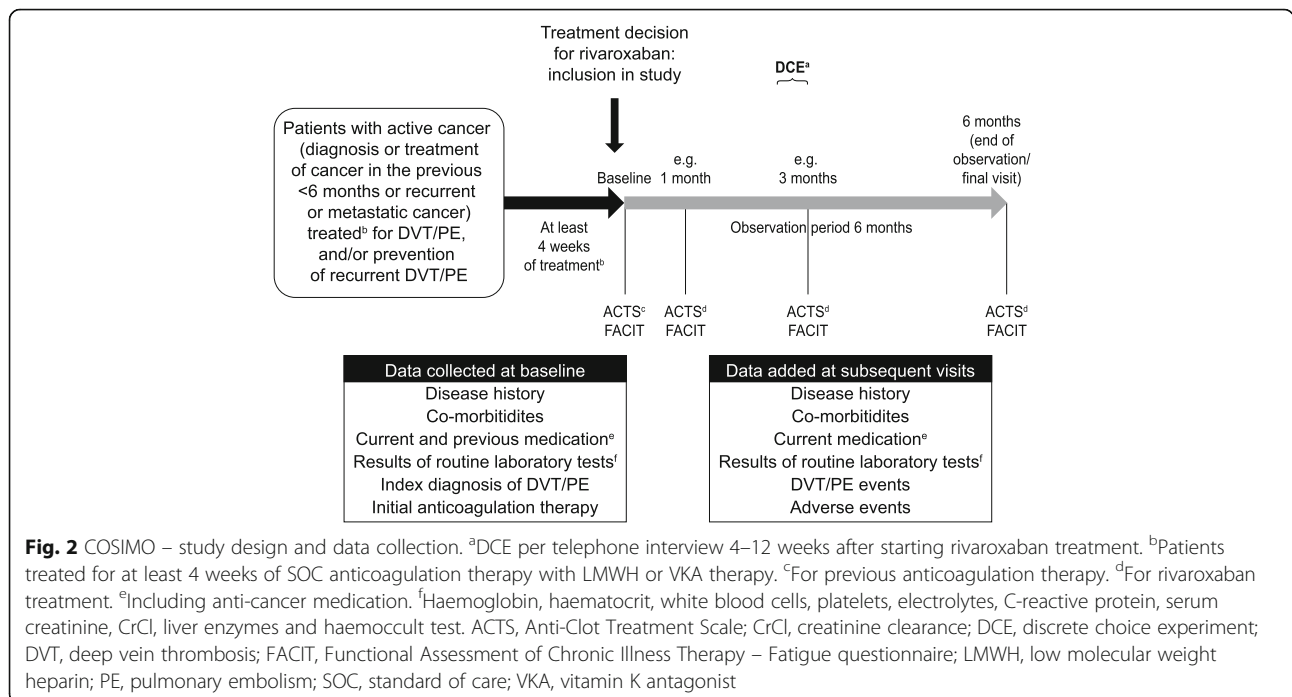 Treatment decision
for rivaroxaban:
inclusion in study
DCEᵃ
Patients with active cancer
(diagnosis or treatment
of cancer in the previous
<6 months or recurrent
or metastatic cancer)
treatedᵇ for DVT/PE,
and/or prevention
of recurrent DVT/PE
Baseline
e.g.
1 month
e.g.
3 months
6 months
(end of
observation/
final visit)
At least
4 weeks
of treatmentᵇ
Observation period 6 months
ACTSᶜ
FACIT
ACTSᵈ
FACIT
ACTSᵈ
FACIT
ACTSᵈ
FACIT
Data collected at baseline
Disease history
Co-morbitidites
Current and previous medicationᵉ
Results of routine laboratory testsᶠ
Index diagnosis of DVT/PE
Initial anticoagulation therapy
Data added at subsequent visits
Disease history
Co-morbitidites
Current medicationᵉ
Results of routine laboratory testsᶠ
DVT/PE events
Adverse events
Fig. 2 COSIMO – study design and data collection. ᵃDCE per telephone interview 4–12 weeks after starting rivaroxaban treatment. ᵇPatients
treated for at least 4 weeks of SOC anticoagulation therapy with LMWH or VKA therapy. ᶜFor previous anticoagulation therapy. ᵈFor rivaroxaban
treatment. ᵉIncluding anti-cancer medication. ᶠHaemoglobin, haematocrit, white blood cells, platelets, electrolytes, C-reactive protein, serum
creatinine, CrCl, liver enzymes and haemoccult test. ACTS, Anti-Clot Treatment Scale; CrCl, creatinine clearance; DCE, discrete choice experiment;
DVT, deep vein thrombosis; FACIT, Functional Assessment of Chronic Illness Therapy – Fatigue questionnaire; LMWH, low molecular weight
heparin; PE, pulmonary embolism; SOC, standard of care; VKA, vitamin K antagonist